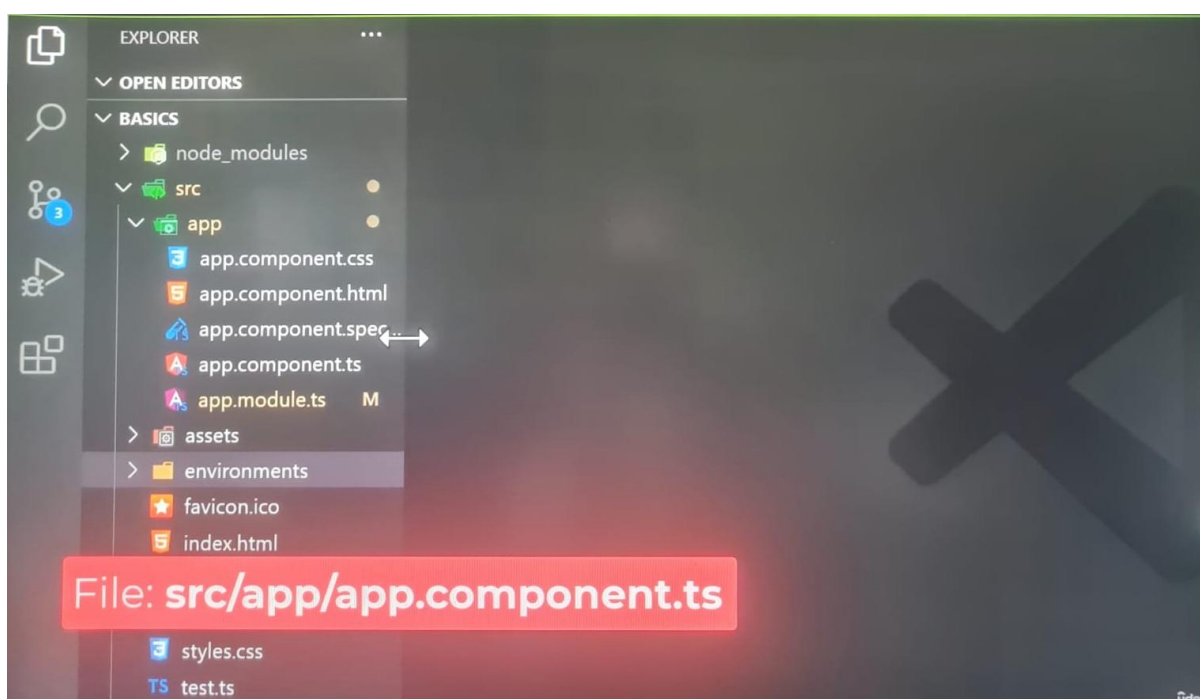 EXPLORER ...
OPEN EDITORS
BASICS
node_modules
src
3
app
app.component.css
app.component.html
app.component.spec...
app.component.ts
app.module.ts M
assets
environments
favicon.ico
index.html
File: src/app/app.component.ts
styles.css
TS test.ts